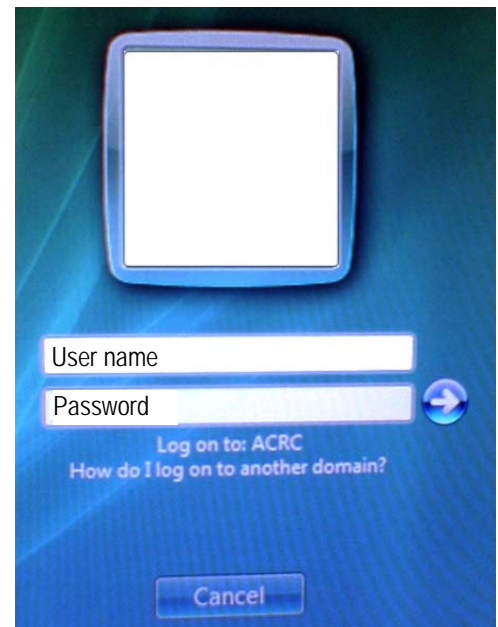 User name
Password
Log on to: ACRC
How do I log on to another domain?
Cancel